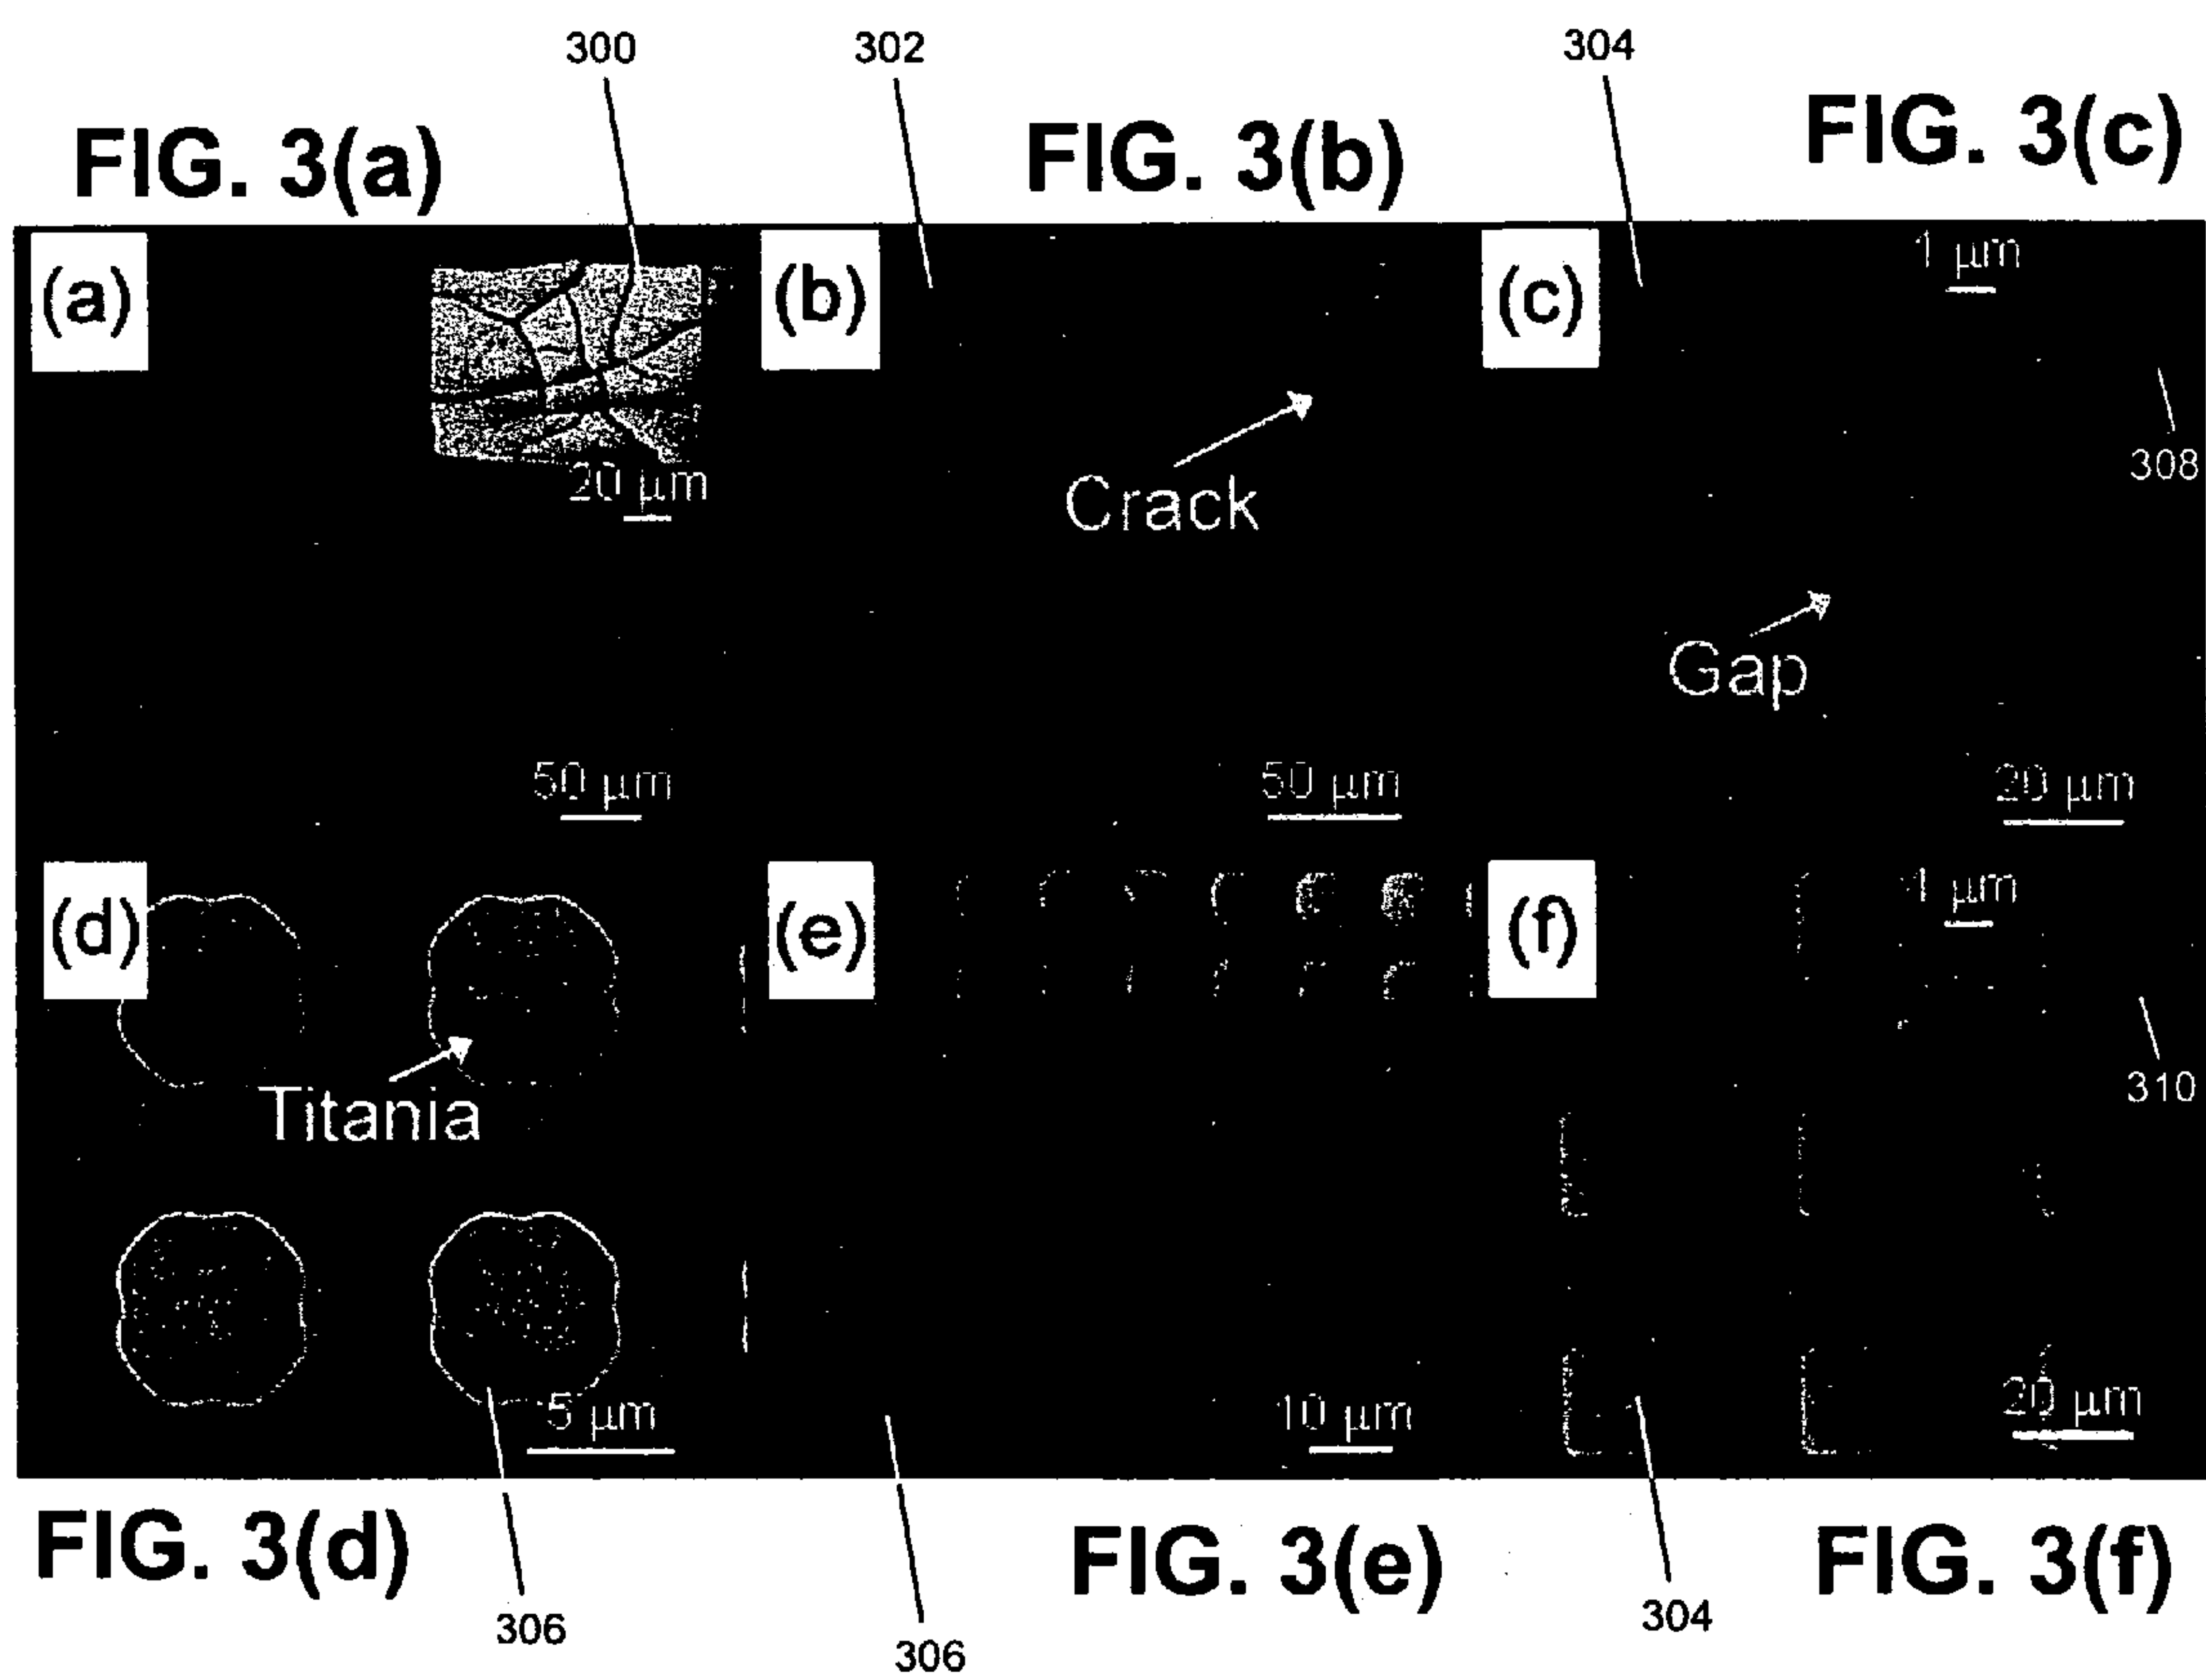 300
302
304
FIG. 3(a)
FIG. 3(b)
FIG. 3(c)
(a)
(b)
(c)
1 μm
308
20 μm
Crack
Gap
50 μm
50 μm
20 μm
(d)
(e)
(f)
1 μm
Titania
310
5 μm
10 μm
20 μm
FIG. 3(d)
FIG. 3(e)
FIG. 3(f)
306
306
304